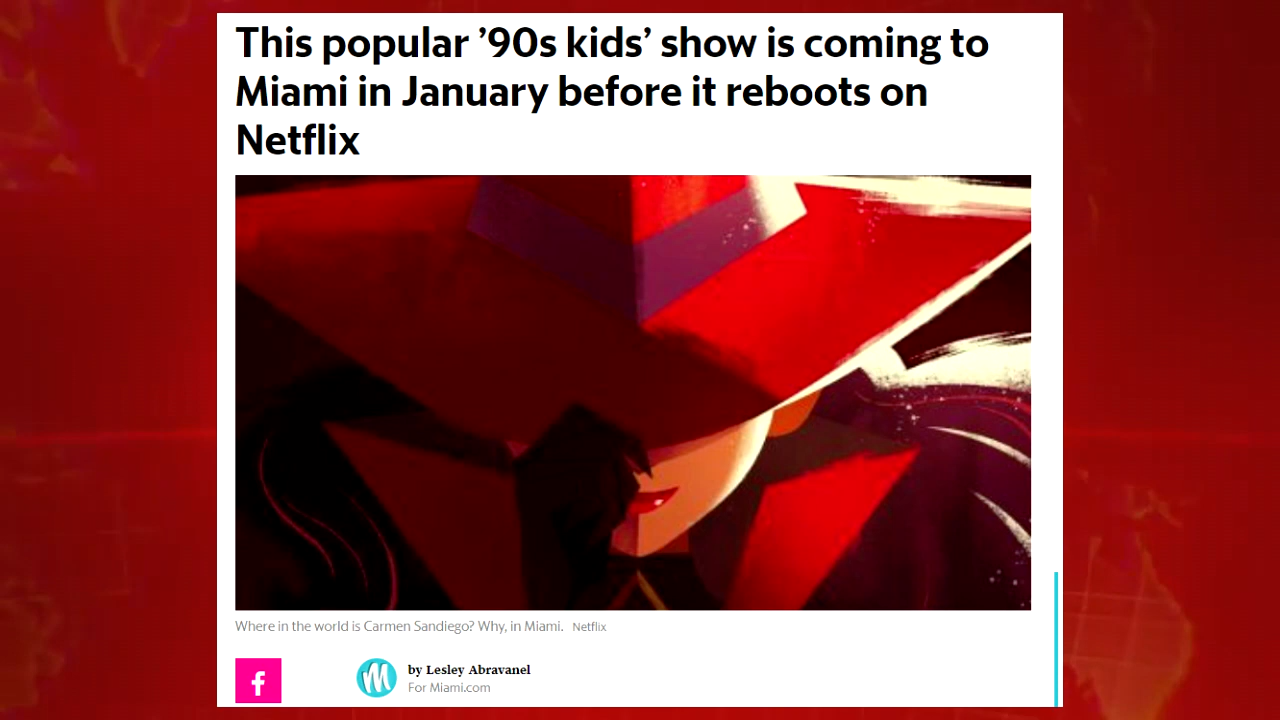 This popular ’90s kids’ show is coming to
Miami in January before it reboots on
Netflix
Where in the world is Carmen Sandiego? Why, in Miami. Netflix
f
M
by Lesley Abravanel
For Miami.com